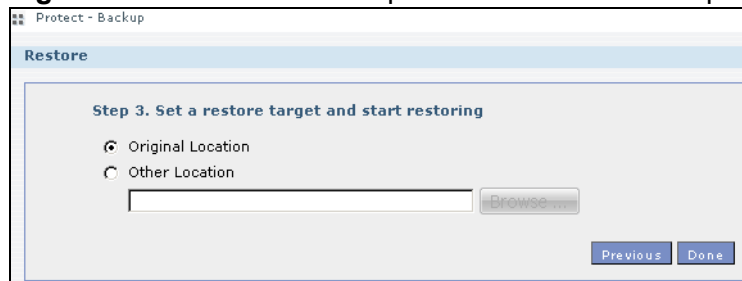 Protect - Backup
Restore
Step 3. Set a restore target and start restoring
Original Location
Other Location
Browse ...
Previous Done